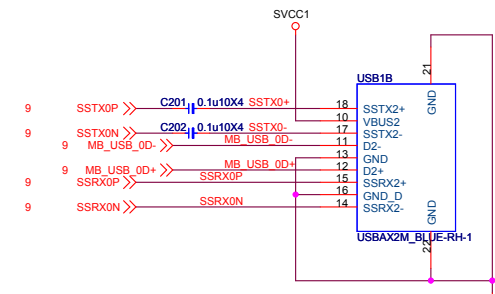 SVCC1
USB1B
21
GND
9 SSTX0P C201 0.1u10X4 SSTX0+ 18 SSTX2+
10 VBUS2
9 SSTX0N C202 0.1u10X4 SSTX0- 17 SSTX2-
9 MB_USB_0D- MB_USB_0D- 11 D2-
13 GND
9 MB_USB_0D+ MB_USB_0D+ 12 D2+
9 SSRX0P SSRX0P 15 SSRX2+
16 GND_D
9 SSRX0N SSRX0N 14 SSRX2-
GND
22
USBAX2M_BLUE-RH-1